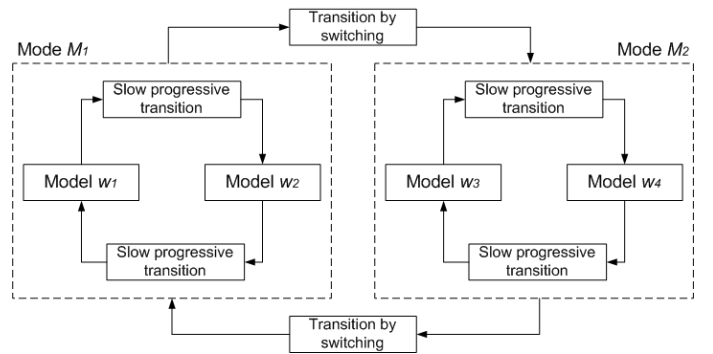 Transition by
switching
Mode M1
Mode M2
Slow progressive
transition
Slow progressive
transition
Model w1
Model w2
Model w3
Model w4
Slow progressive
transition
Slow progressive
transition
Transition by
switching